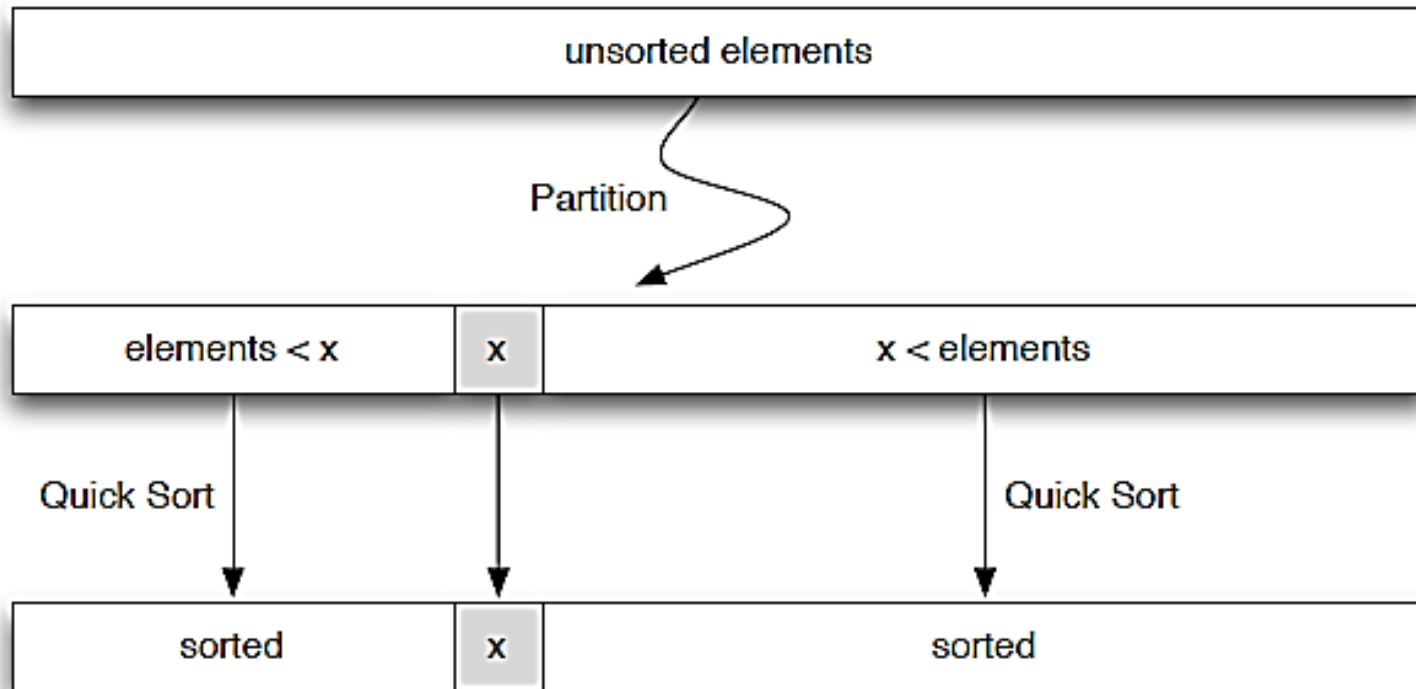 unsorted elements
Partition
elements < x
x
x < elements
Quick Sort
Quick Sort
sorted
x
sorted